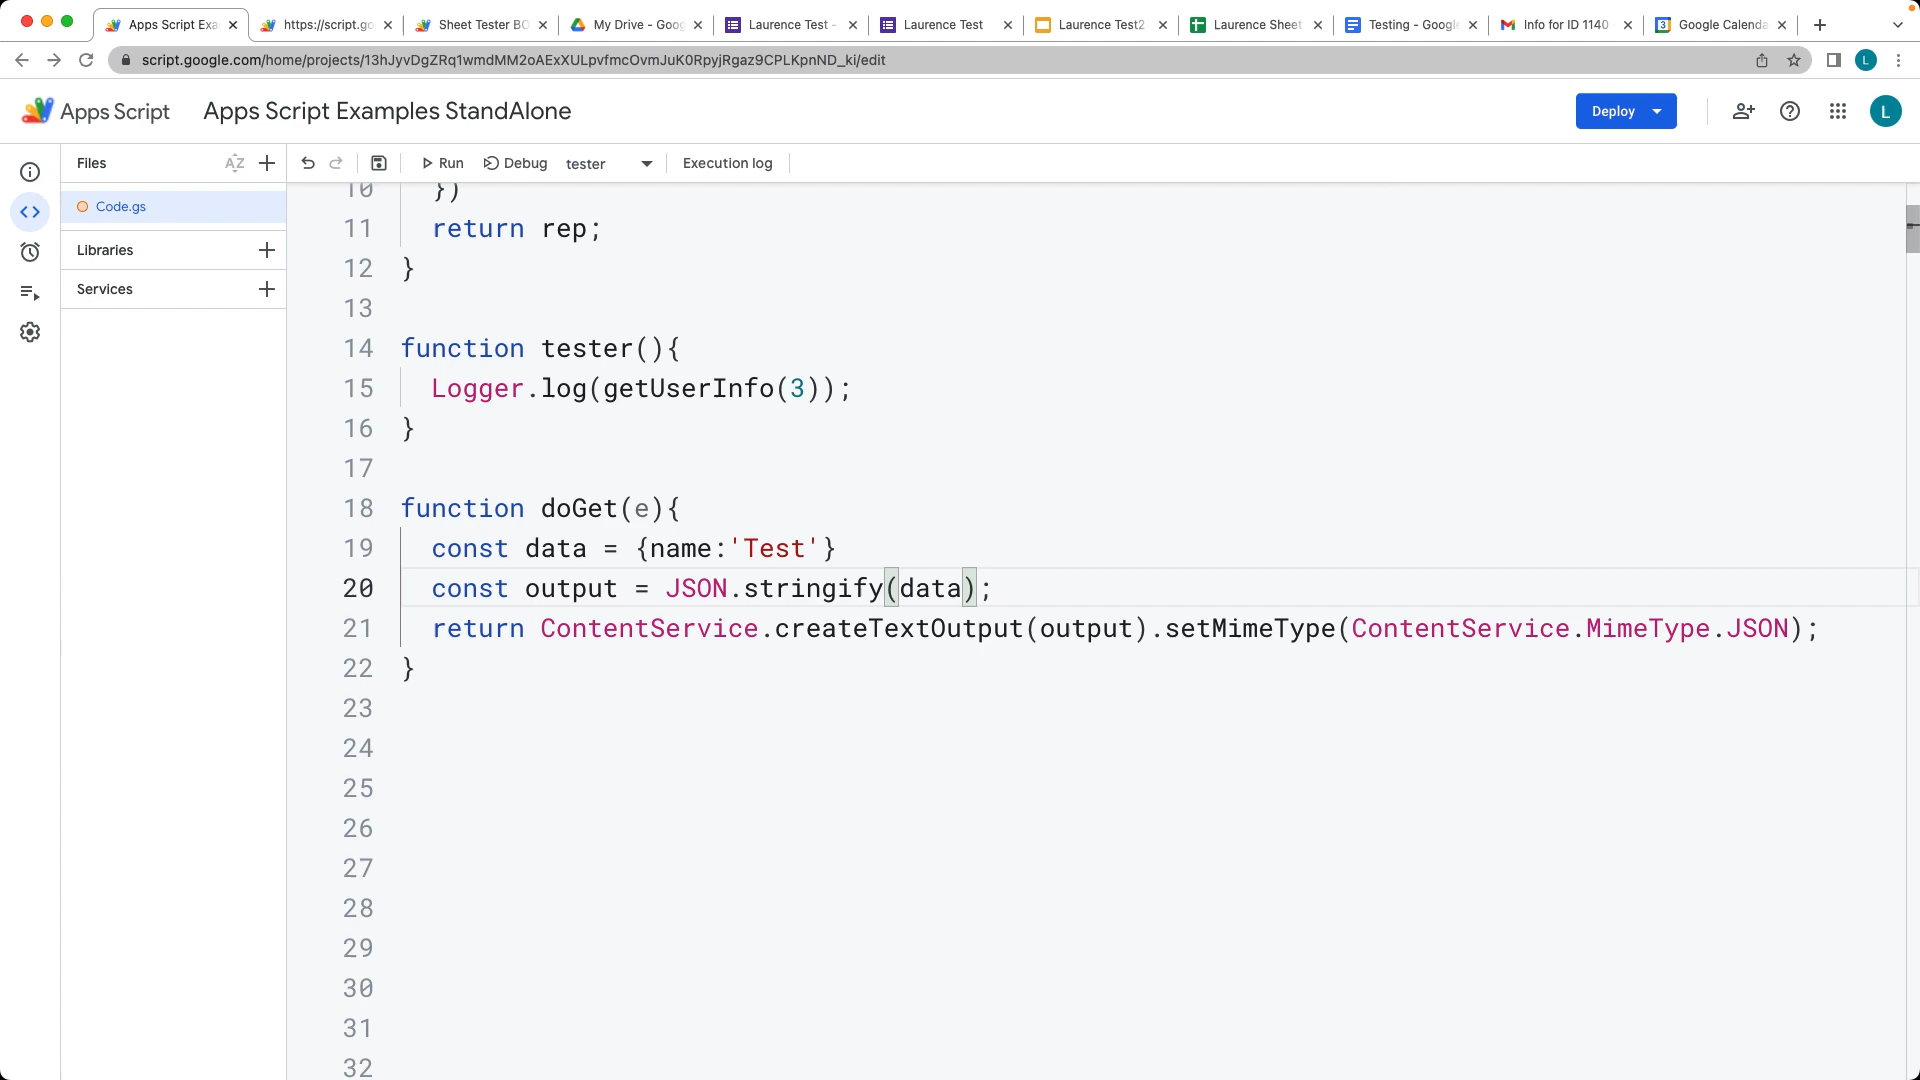 Apps Script Exa
https://script.go
Sheet Tester BO
My Drive - Goog
Laurence Test -
Laurence Test
Laurence Test2
Laurence Sheet
Testing - Google
Info for ID 1140
Google Calenda
script.google.com/home/projects/13hJyvDgZRq1wmdMM2oAExXULpvfmcOvmJuK0RpyjRgaz9CPLKpnND_ki/edit
L
Apps Script
Apps Script Examples StandAlone
Deploy
L
Files
AZ
Run
Debug
tester
Execution log
Code.gs
Libraries
Services
10 })
11 return rep;
12 }
13
14 function tester(){
15 Logger.log(getUserInfo(3));
16 }
17
18 function doGet(e){
19 const data = {name:'Test'}
20 const output = JSON.stringify(data);
21 return ContentService.createTextOutput(output).setMimeType(ContentService.MimeType.JSON);
22 }
23
24
25
26
27
28
29
30
31
32